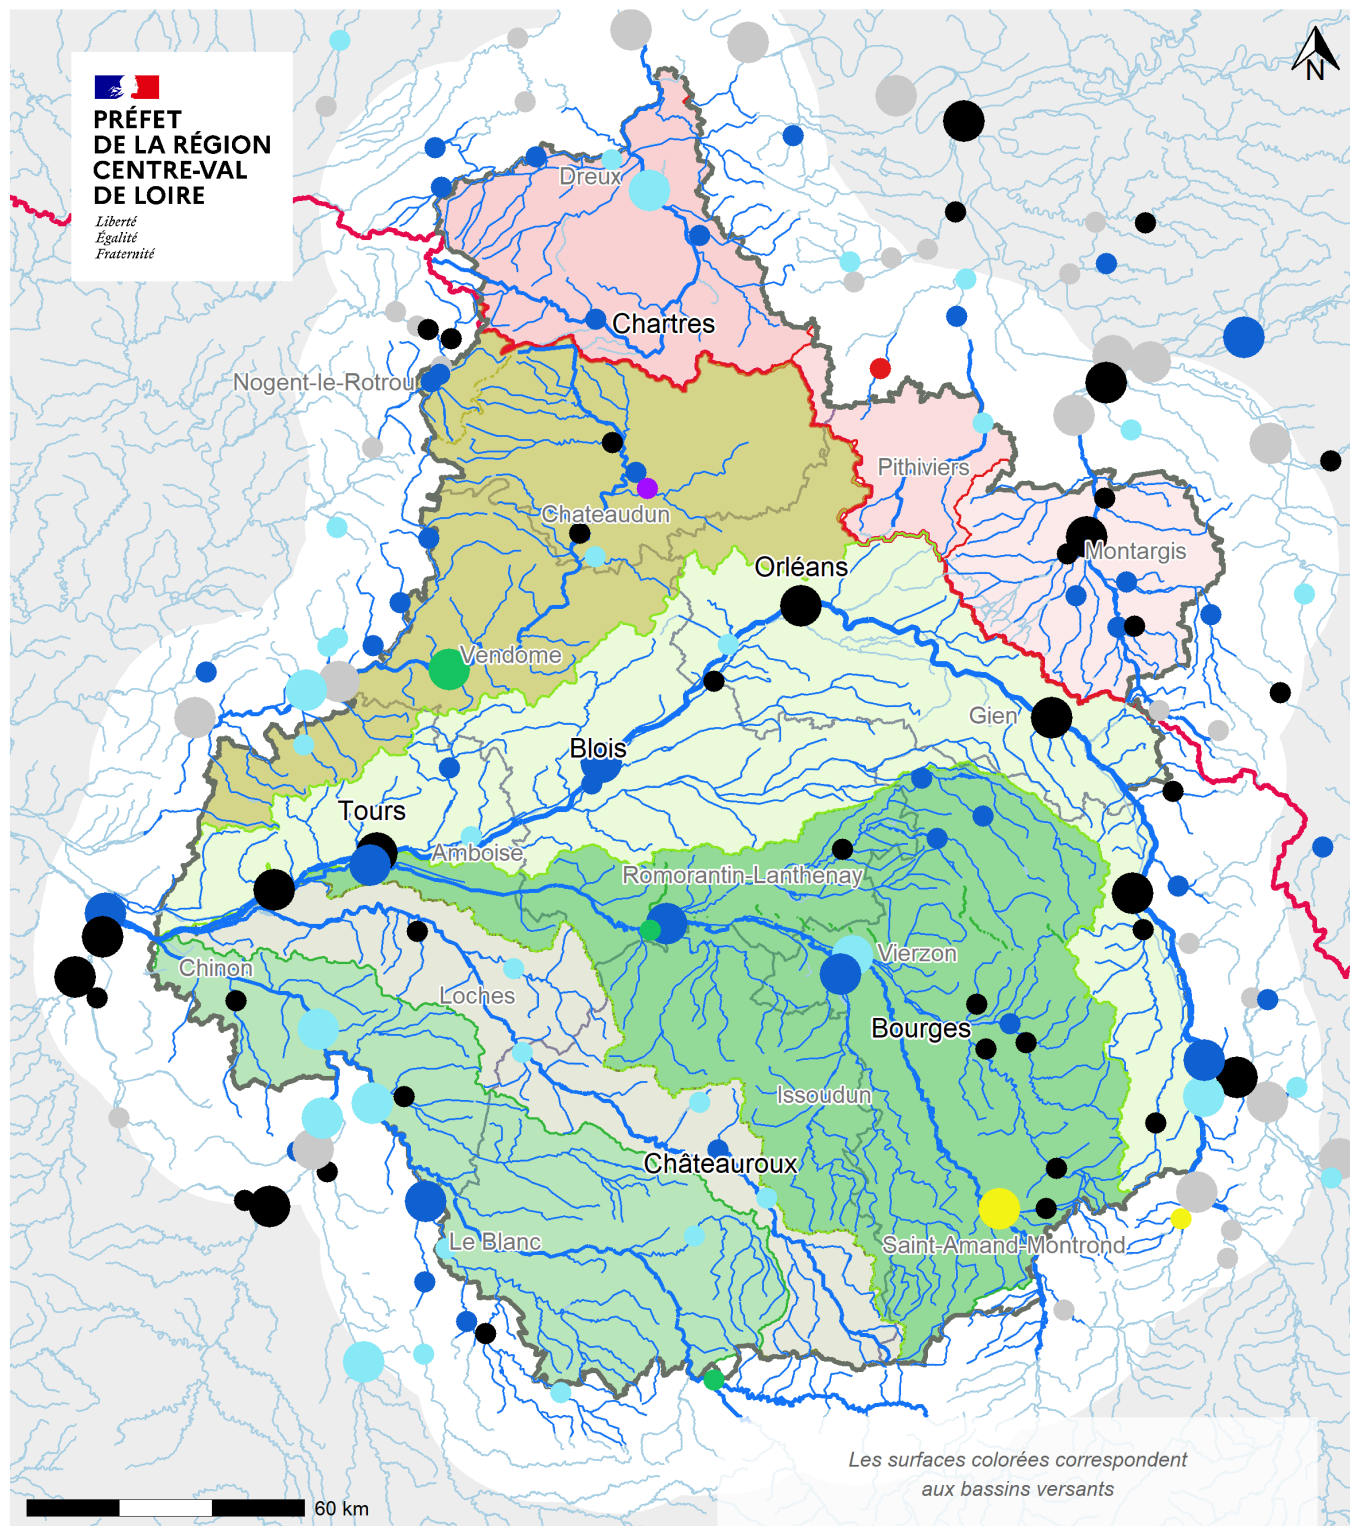 N
PRÉFET
DE LA RÉGION
CENTRE-VAL
DE LOIRE
Liberté
Égalité
Fraternité
Dreux
Chartres
Nogent-le-Rotrou
Pithiviers
Chateaudun
Montargis
Orléans
Vendome
Gien
Blois
Tours
Amboise
Romorantin-Lanthenay
Vierzon
Chinon
Loches
Bourges
Issoudun
Châteauroux
Le Blanc
Saint-Amand-Montrond
Les surfaces colorées correspondent
aux bassins versants
60 km